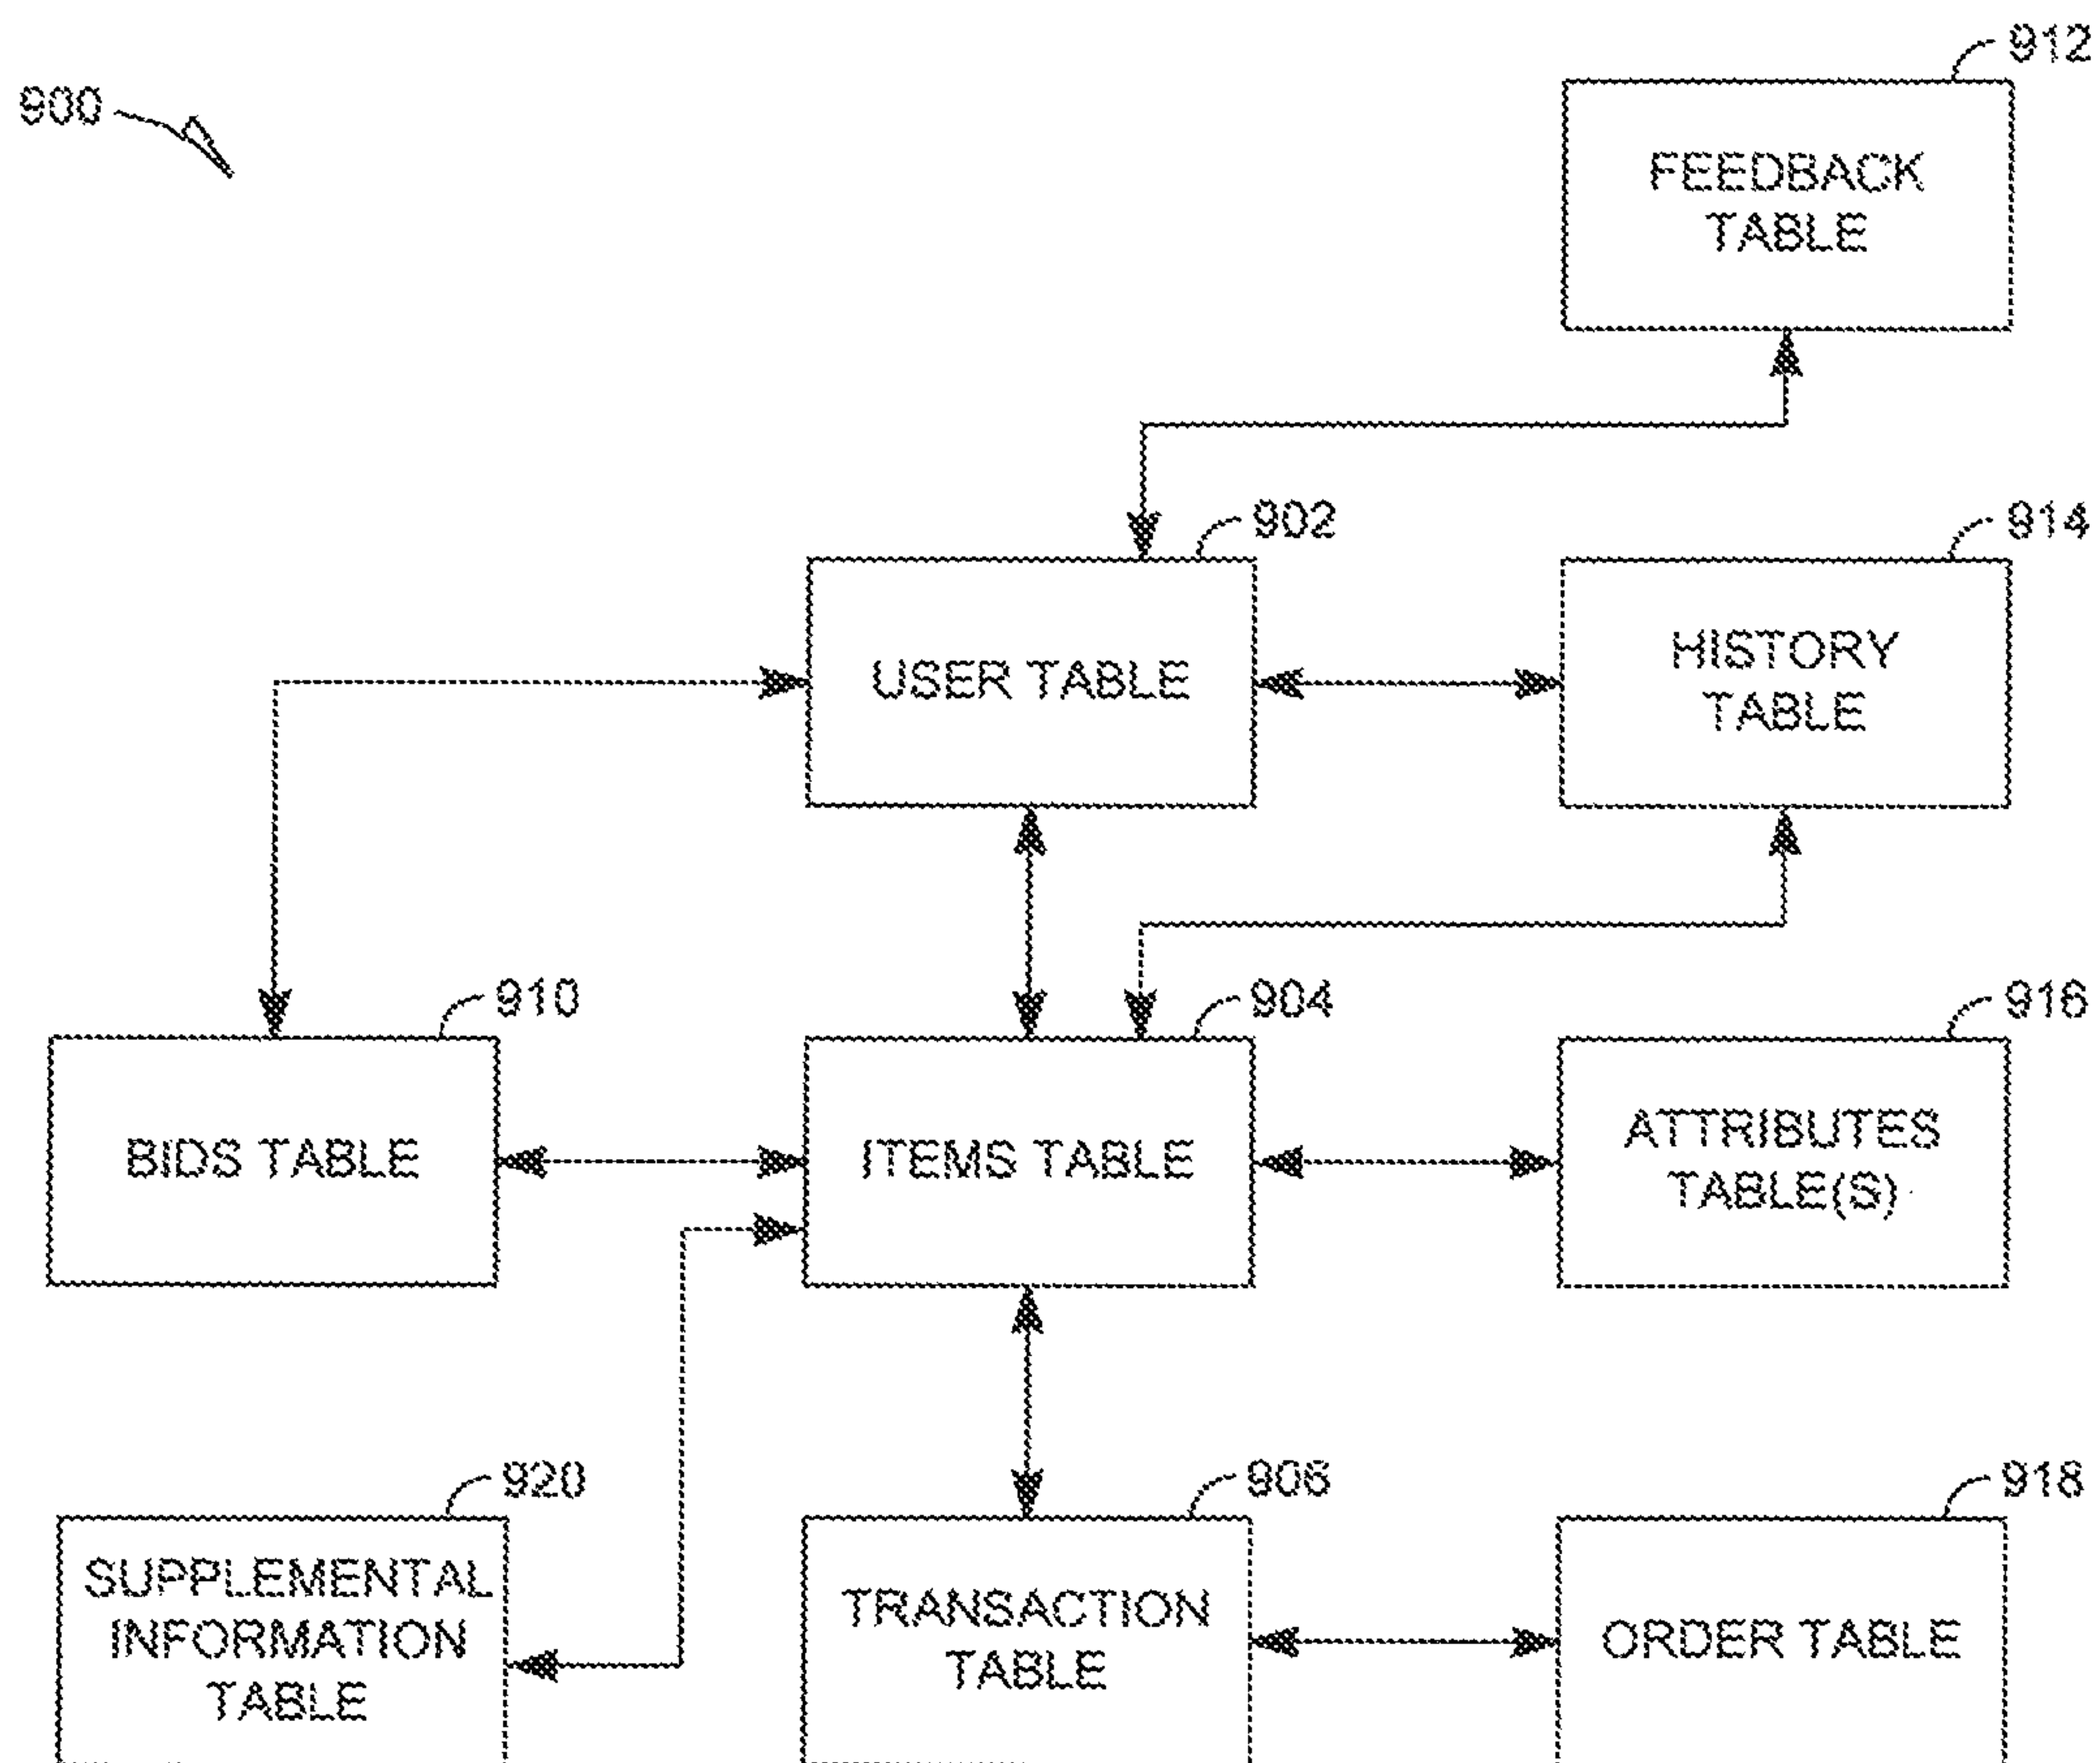 912
900
FEEDBACK
TABLE
902
914
USER TABLE
HISTORY
TABLE
910
904
916
BIDS TABLE
ITEMS TABLE
ATTRIBUTES
TABLE(S)
920
906
918
SUPPLEMENTAL
INFORMATION
TABLE
TRANSACTION
TABLE
ORDER TABLE